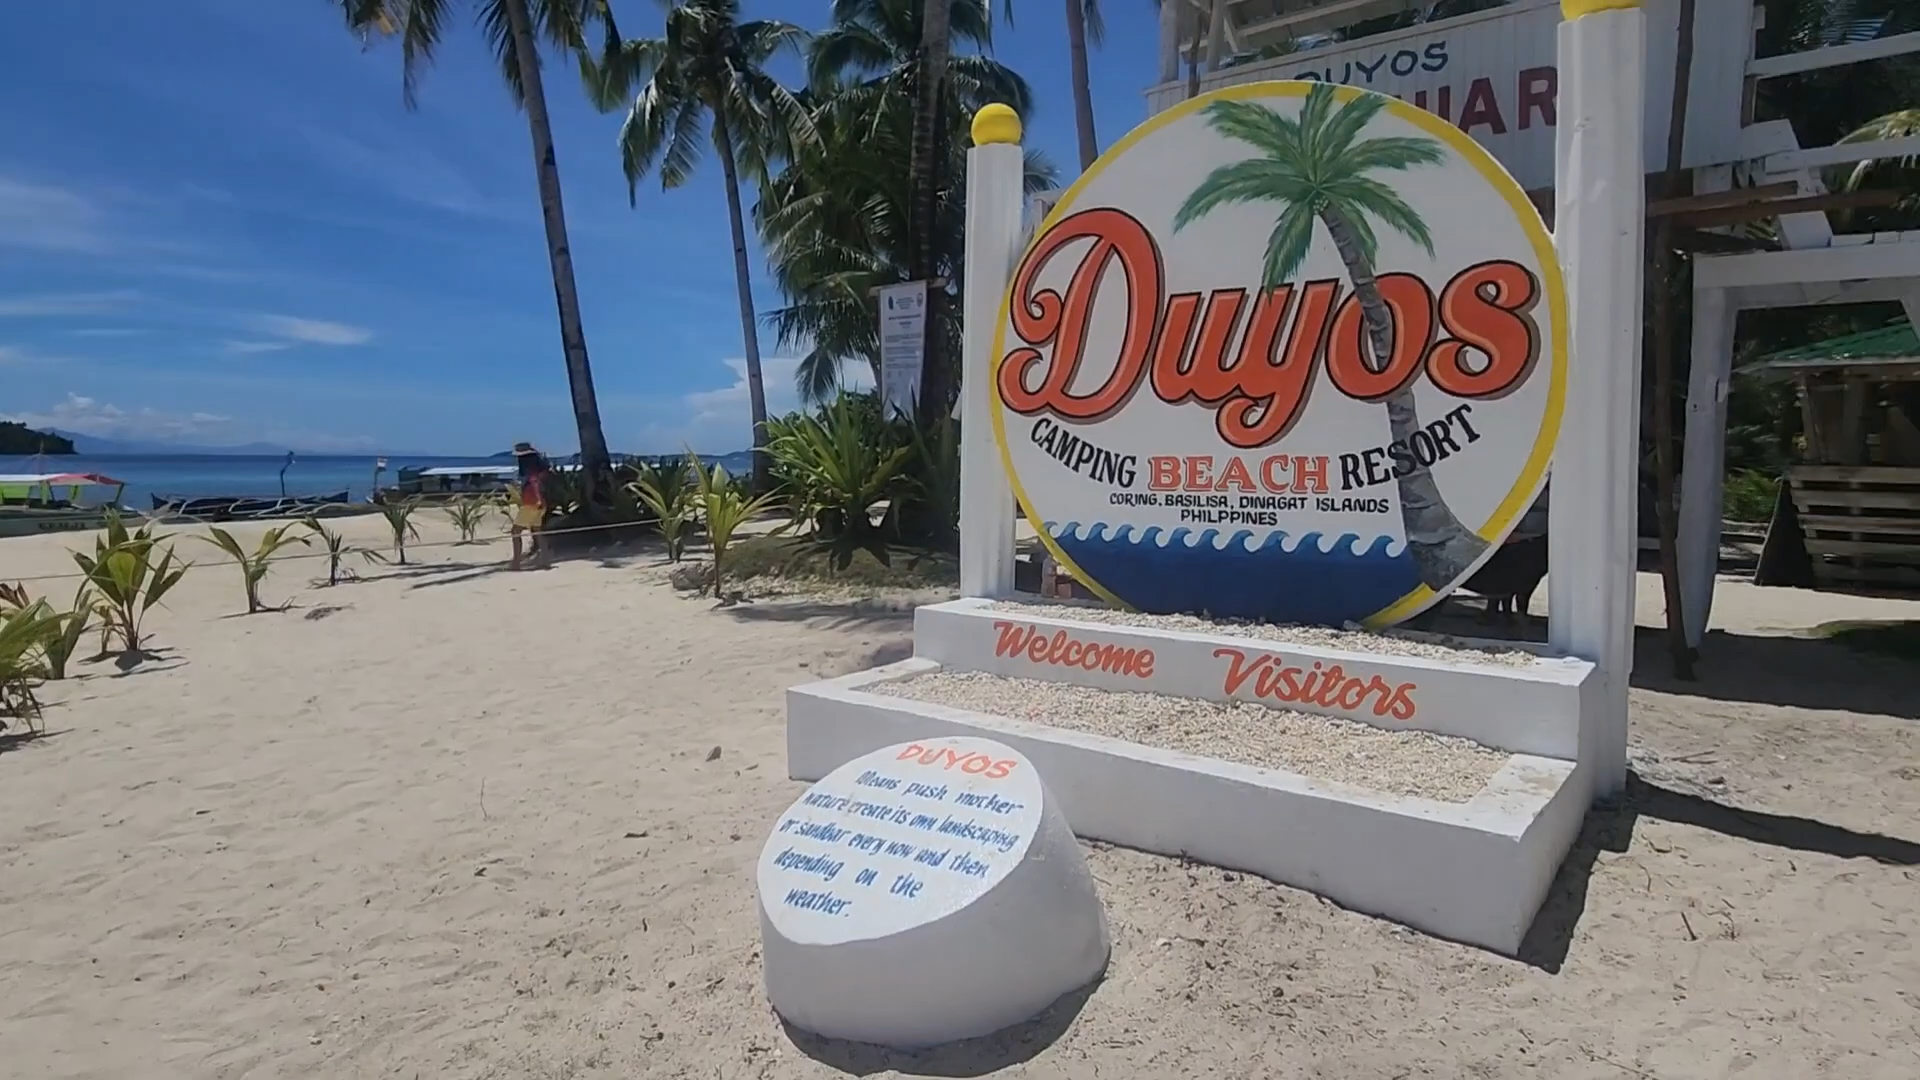 DUYOS
Duyos
CAMPING BEACH RESORT
CORING, BASILISA, DINAGAT ISLANDS
PHILPPINES
Welcome Visitors
DUYOS
Means push mother
nature create its own landscaping
or sandbar every now and then
depending on the
weather.